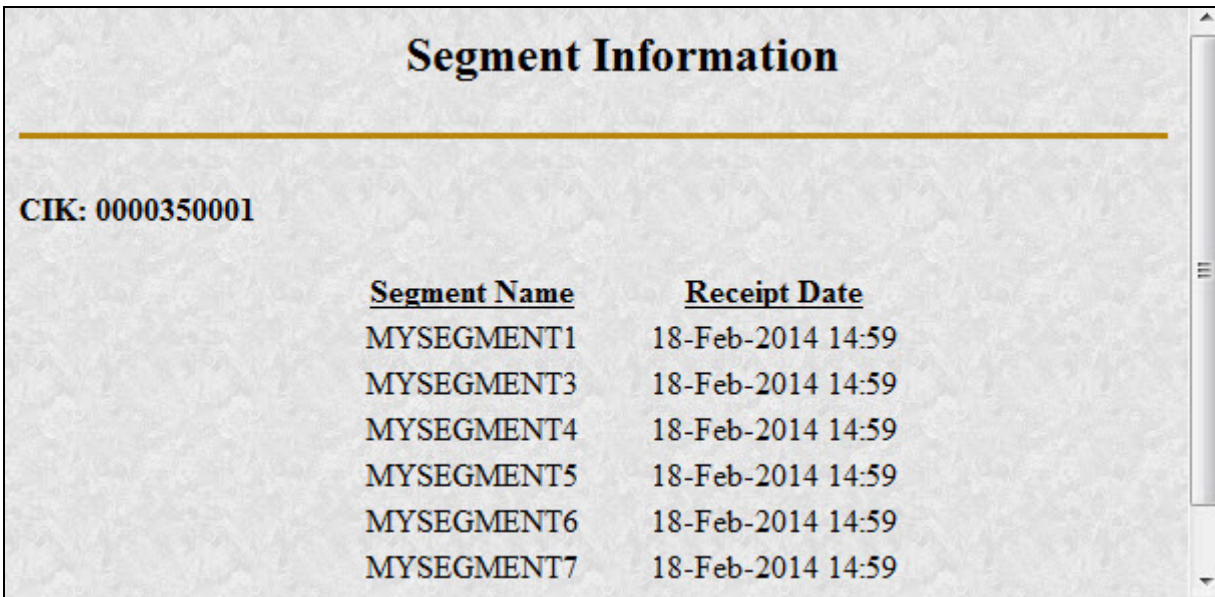 Segment Information
CIK: 0000350001
Segment Name Receipt Date
MYSEGMENT1 18-Feb-2014 14:59
MYSEGMENT3 18-Feb-2014 14:59
MYSEGMENT4 18-Feb-2014 14:59
MYSEGMENT5 18-Feb-2014 14:59
MYSEGMENT6 18-Feb-2014 14:59
MYSEGMENT7 18-Feb-2014 14:59